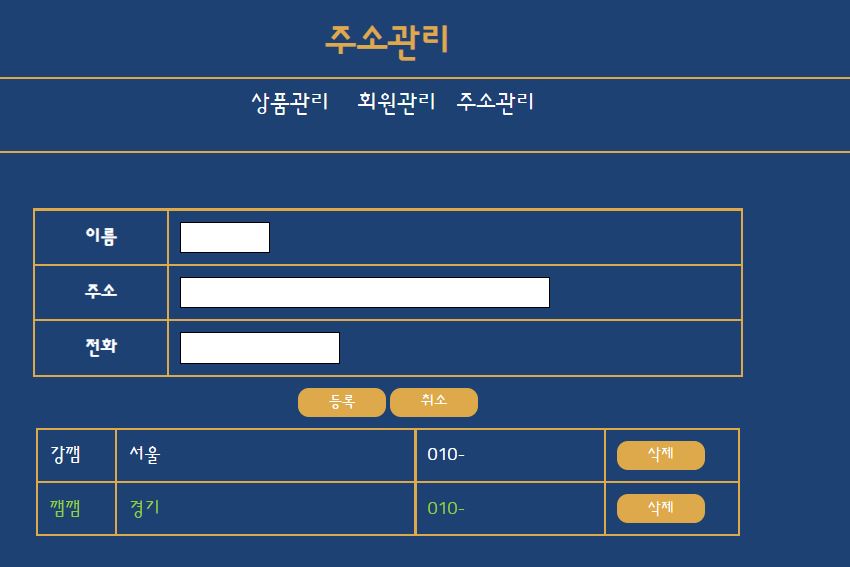 주소관리
상품관리 회원관리 주소관리
이름
주소
전화
등록 취소
강깸 서울 010- 삭제
깸깸 경기 010- 삭제